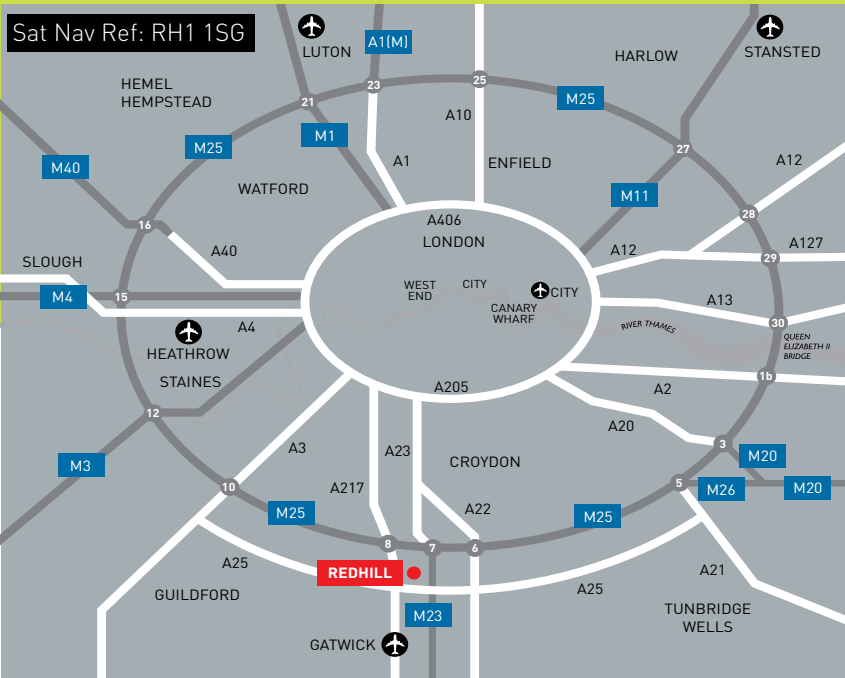 Sat Nav Ref: RH1 1SG
LUTON
A1(M)
HARLOW
STANSTED
HEMEL
HEMPSTEAD
21
23
25
M25
A10
M1
M25
27
M40
A1
ENFIELD
A12
WATFORD
M11
28
16
A406
LONDON
A40
A12
29
A127
SLOUGH
M4
15
WEST
END
CITY
CITY
CANARY
WHARF
A13
30
A4
RIVER THAMES
HEATHROW
QUEEN
ELIZABETH II
BRIDGE
STAINES
1b
A205
A2
12
A20
A3
A23
3
M3
CROYDON
M20
10
A217
5
M26
M20
M25
A22
M25
8
7
6
A25
REDHILL
A21
GUILDFORD
A25
M23
TUNBRIDGE
WELLS
GATWICK